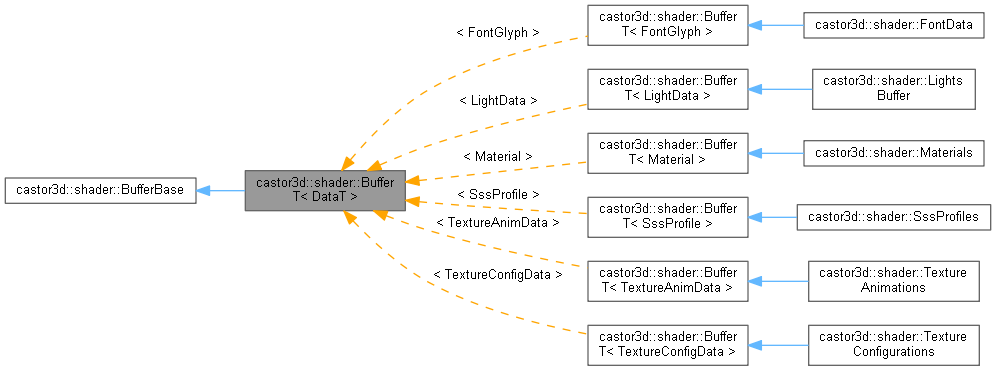 castor3d::shader::BufferBase
castor3d::shader::Buffer
T< DataT >
< FontGlyph >
< LightData >
< Material >
< SssProfile >
< TextureAnimData >
< TextureConfigData >
castor3d::shader::Buffer
T< FontGlyph >
castor3d::shader::FontData
castor3d::shader::Buffer
T< LightData >
castor3d::shader::Lights
Buffer
castor3d::shader::Buffer
T< Material >
castor3d::shader::Materials
castor3d::shader::Buffer
T< SssProfile >
castor3d::shader::SssProfiles
castor3d::shader::Buffer
T< TextureAnimData >
castor3d::shader::Texture
Animations
castor3d::shader::Buffer
T< TextureConfigData >
castor3d::shader::Texture
Configurations